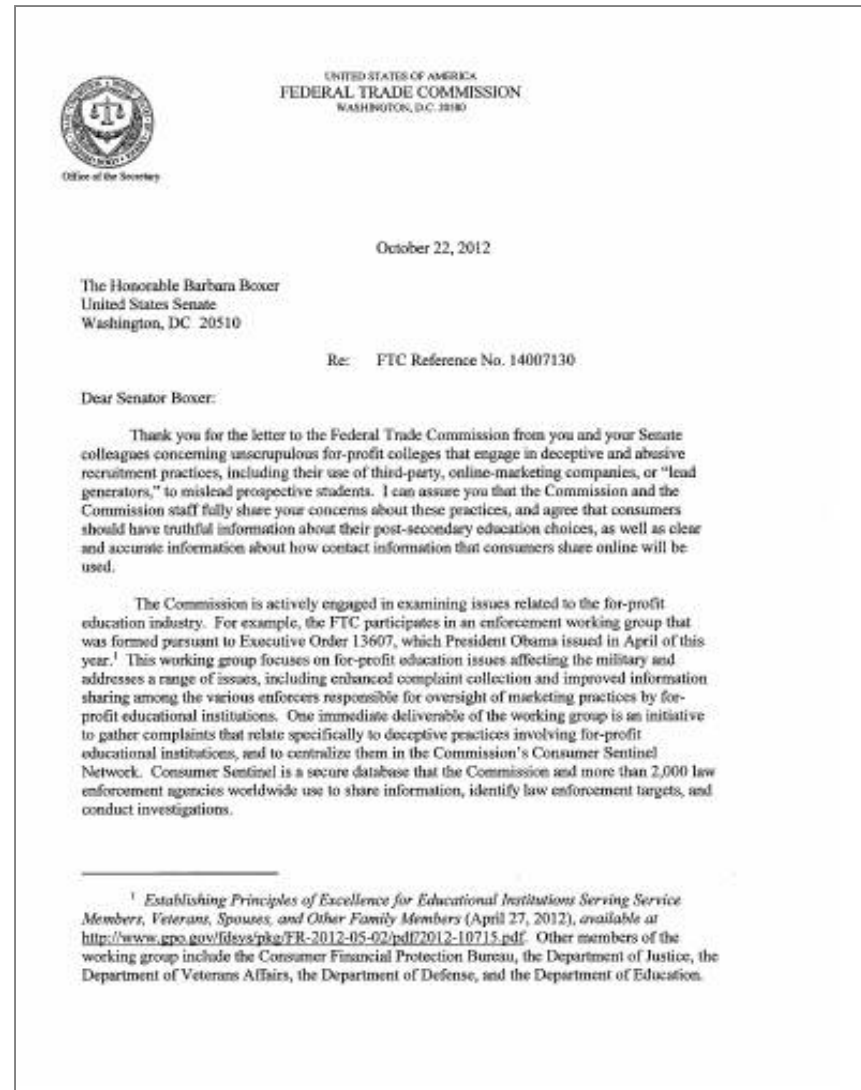 UNITED STATES OF AMERICA
FEDERAL TRADE COMMISSION
WASHINGTON, D.C. 20580
Office of the Secretary
October 22, 2012
The Honorable Barbara Boxer
United States Senate
Washington, DC 20510
Re: FTC Reference No. 14007130
Dear Senator Boxer:
Thank you for the letter to the Federal Trade Commission from you and your Senate
colleagues concerning unscrupulous for-profit colleges that engage in deceptive and abusive
recruitment practices, including their use of third-party, online-marketing companies, or “lead
generators,” to mislead prospective students. I can assure you that the Commission and the
Commission staff fully share your concerns about these practices, and agree that consumers
should have truthful information about their post-secondary education choices, as well as clear
and accurate information about how contact information that consumers share online will be
used.
The Commission is actively engaged in examining issues related to the for-profit
education industry. For example, the FTC participates in an enforcement working group that
was formed pursuant to Executive Order 13607, which President Obama issued in April of this
year.¹ This working group focuses on for-profit education issues affecting the military and
addresses a range of issues, including enhanced complaint collection and improved information
sharing among the various enforcers responsible for oversight of marketing practices by for-
profit educational institutions. One immediate deliverable of the working group is an initiative
to gather complaints that relate specifically to deceptive practices involving for-profit
educational institutions, and to centralize them in the Commission’s Consumer Sentinel
Network. Consumer Sentinel is a secure database that the Commission and more than 2,000 law
enforcement agencies worldwide use to share information, identify law enforcement targets, and
conduct investigations.
¹ Establishing Principles of Excellence for Educational Institutions Serving Service
Members, Veterans, Spouses, and Other Family Members (April 27, 2012), available at
http://www.gpo.gov/fdsys/pkg/FR-2012-05-02/pdf/2012-10715.pdf. Other members of the
working group include the Consumer Financial Protection Bureau, the Department of Justice, the
Department of Veterans Affairs, the Department of Defense, and the Department of Education.